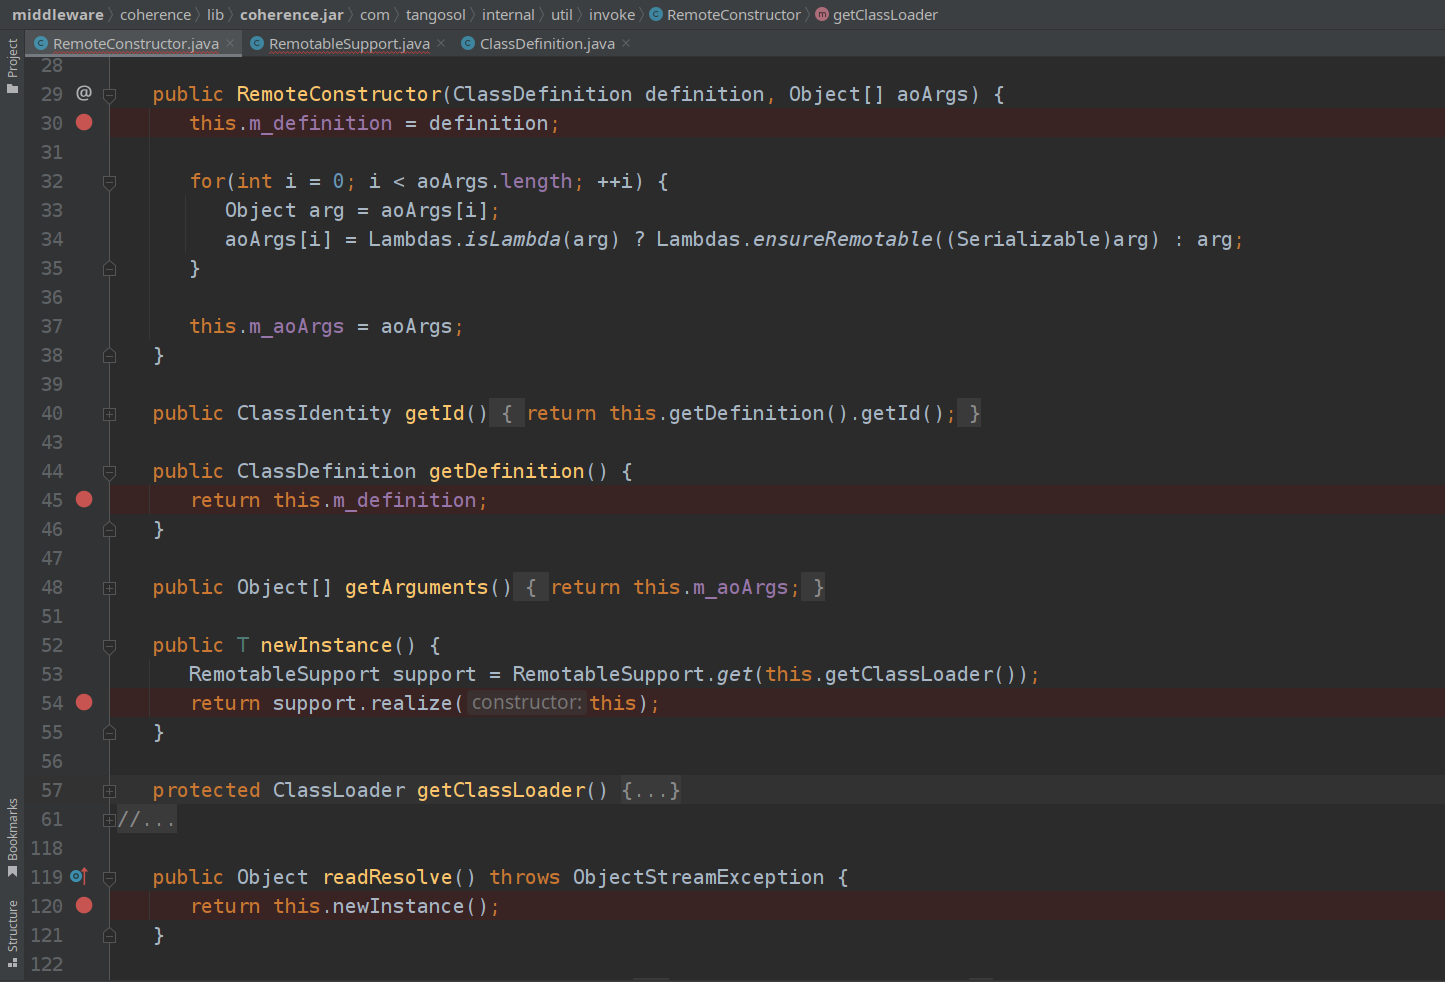 middleware coherence lib coherence.jar com tangosol internal util invoke RemoteConstructor getClassLoader
RemoteConstructor.java RemotableSupport.java ClassDefinition.java
Project
Bookmarks
Structure
28
29 @ public RemoteConstructor(ClassDefinition definition, Object[] aoArgs) {
30 this.m_definition = definition;
31
32 for(int i = 0; i < aoArgs.length; ++i) {
33 Object arg = aoArgs[i];
34 aoArgs[i] = Lambdas.isLambda(arg) ? Lambdas.ensureRemotable((Serializable)arg) : arg;
35 }
36
37 this.m_aoArgs = aoArgs;
38 }
39
40 public ClassIdentity getId() { return this.getDefinition().getId(); }
43
44 public ClassDefinition getDefinition() {
45 return this.m_definition;
46 }
47
48 public Object[] getArguments() { return this.m_aoArgs; }
51
52 public T newInstance() {
53 RemotableSupport support = RemotableSupport.get(this.getClassLoader());
54 return support.realize( constructor: this);
55 }
56
57 protected ClassLoader getClassLoader() {...}
61 //...
118
119 public Object readResolve() throws ObjectStreamException {
120 return this.newInstance();
121 }
122